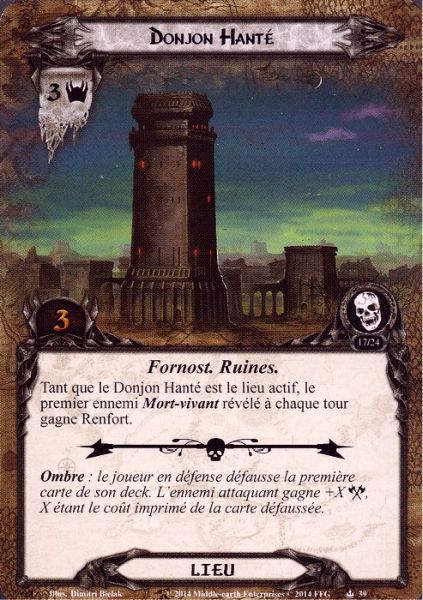 Donjon Hanté
3
3
17/24
Fornost. Ruines.
Tant que le Donjon Hanté est le lieu actif, le
premier ennemi Mort-vivant révélé à chaque tour
gagne Renfort.
Ombre : le joueur en défense défausse la première
carte de son deck. L'ennemi attaquant gagne +X ,
X étant le coût imprimé de la carte défaussée.
LIEU
Illus. Dimitri Bielak © 2014 Middle-earth Enterprises © 2014 FFG 39